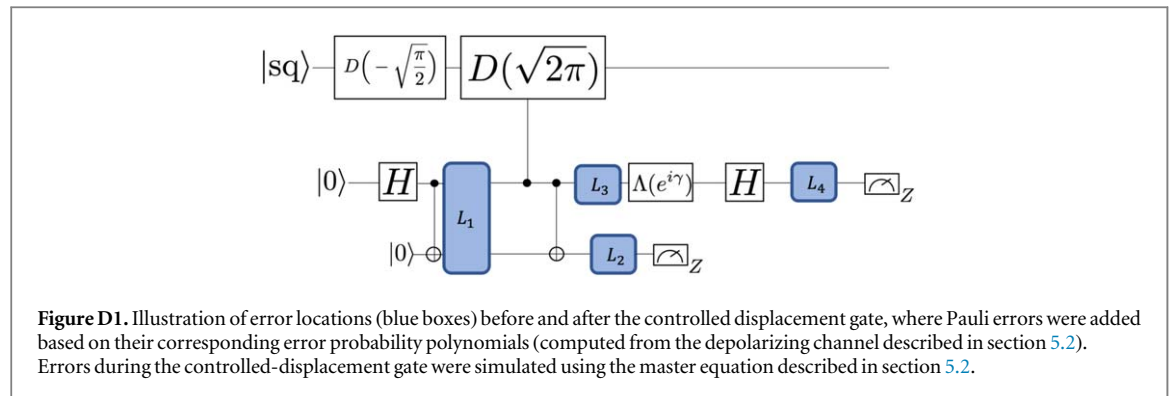 |sq⟩ D(−√(π/2)) D(√(2π))
|0⟩ H L₁ L₃ Λ(e^{iγ}) H L₄ Z
|0⟩ L₂ Z
Figure D1. Illustration of error locations (blue boxes) before and after the controlled displacement gate, where Pauli errors were added
based on their corresponding error probability polynomials (computed from the depolarizing channel described in section 5.2).
Errors during the controlled-displacement gate were simulated using the master equation described in section 5.2.